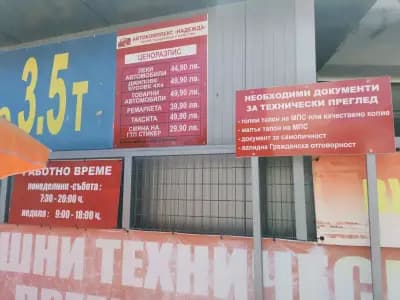 до 3.5т
АВТОКОМПЛЕКС "НАДЕЖДА"
ЦЕНОРАЗПИС
ЛЕКИ АВТОМОБИЛИ 44,90 лв.
ДЖИПОВЕ БУСОВЕ 4х4 49,90 лв.
ТОВАРНИ АВТОМОБИЛИ 49,90 лв.
РЕМАРКЕТА 39,90 лв.
ТАКСИТА 49,90 лв.
СМЯНА НА ГТП СТИКЕР 29,90 лв.
НЕОБХОДИМИ ДОКУМЕНТИ
ЗА ТЕХНИЧЕСКИ ПРЕГЛЕД
- голям талон на МПС или качествено копие
- малък талон на МПС
- документ за самоличност
- валидна Гражданска отговорност
РАБОТНО ВРЕМЕ
понеделник -събота :
7:30 - 20:00 ч.
неделя : 9:00 - 18:00 ч.
ШНИ ТЕХНИЧЕС